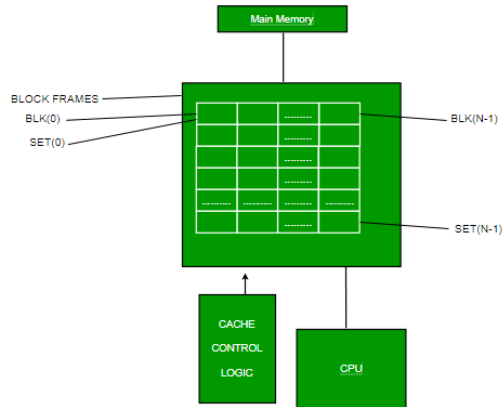 Main Memory
BLOCK FRAMES
BLK(0)
BLK(N-1)
SET(0)
.........
.........
.........
.........
......... ......... ......... .........
.........
SET(N-1)
CACHE
CONTROL
LOGIC
CPU